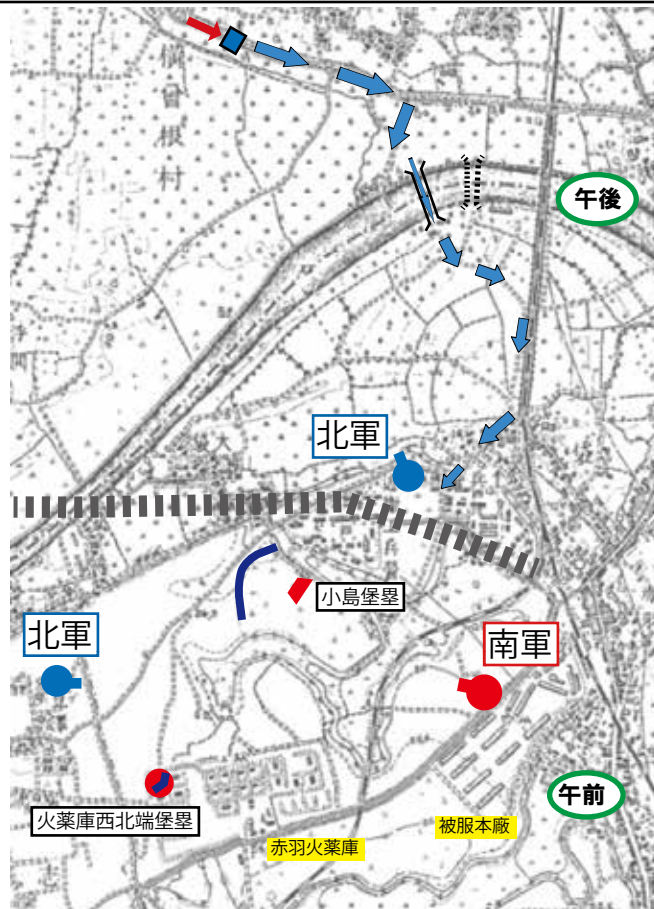 横曽根村
午後
北軍
小島堡塁
北軍
南軍
火薬庫西北端堡塁
午前
被服本廠
赤羽火薬庫